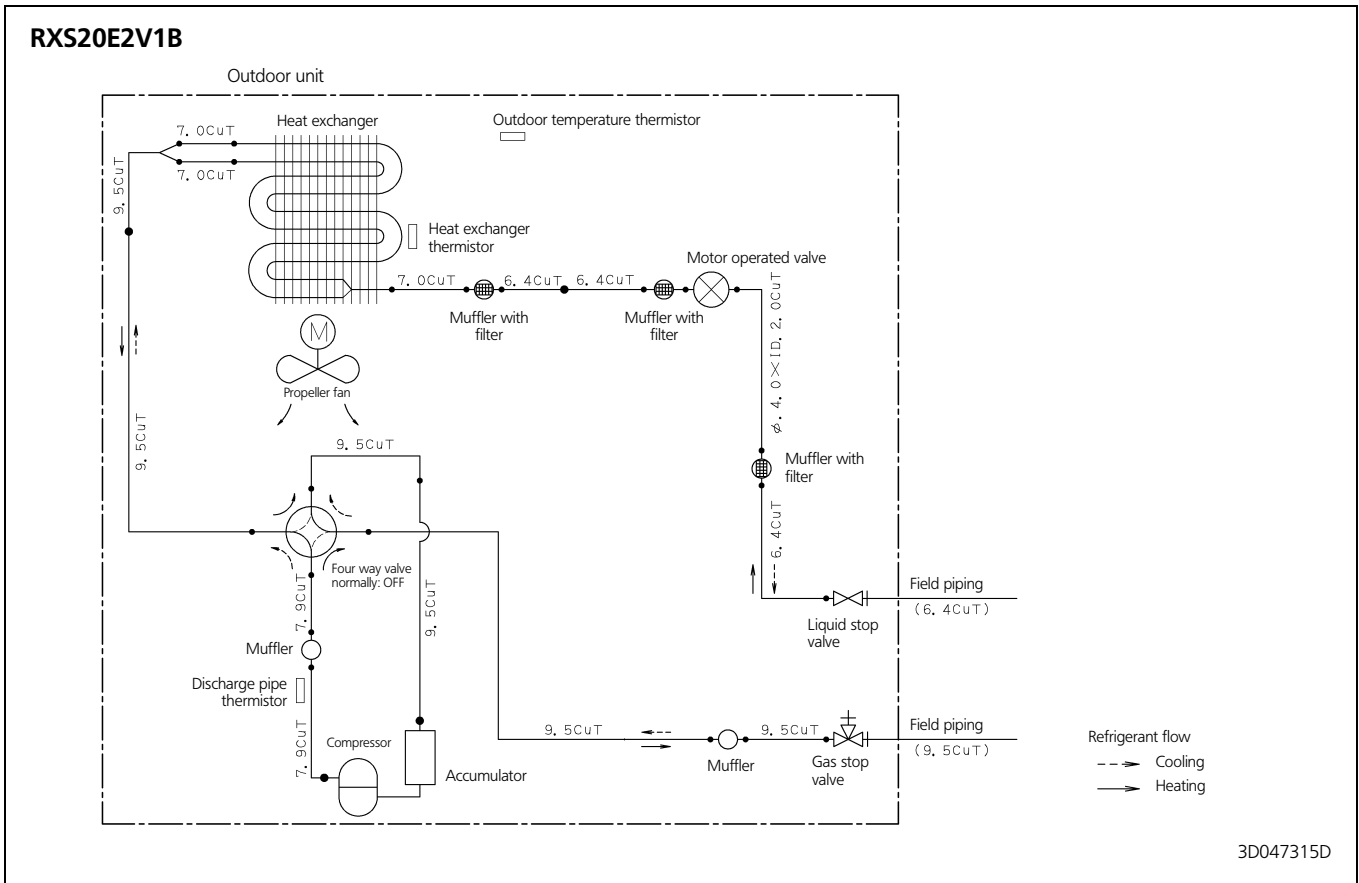 RXS20E2V1B
Outdoor unit
7. 0CuT
Heat exchanger
Outdoor temperature thermistor
7. 0CuT
9. 5CuT
Heat exchanger
thermistor
Motor operated valve
7. 0CuT
6. 4CuT
6. 4CuT
Muffler with
filter
Muffler with
filter
ø. 4. 0×ID. 2. 0CuT
M
Propeller fan
9. 5CuT
9. 5CuT
Muffler with
filter
6. 4CuT
Four way valve
normally: OFF
7. 9CuT
9. 5CuT
Field piping
(6. 4CuT)
Liquid stop
valve
Muffler
Discharge pipe
thermistor
7. 9CuT
Compressor
Accumulator
9. 5CuT
9. 5CuT
Muffler
Gas stop
valve
Field piping
(9. 5CuT)
Refrigerant flow
Cooling
Heating
3D047315D